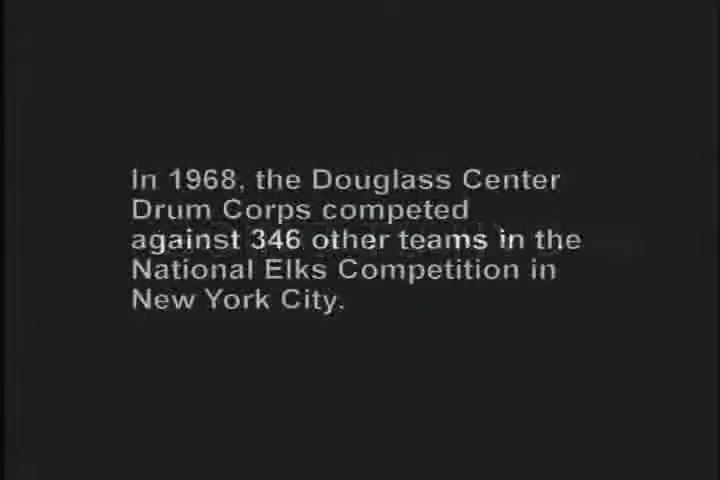 In 1968, the Douglass Center
Drum Corps competed
against 346 other teams in the
National Elks Competition in
New York City.